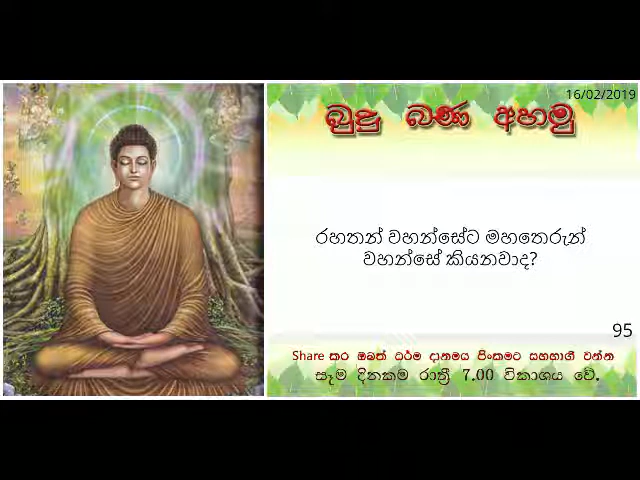 16/02/2019
බුදු බණ අහමු
රහතන් වහන්සේට මහතෙරුන්
වහන්සේ කියනවාද?
95
Share කර ඔබත් ධර්ම දානමය පිංකමට සහභාගී වන්න
සෑම දිනකම රාත්‍රී 7.00 විකාශය වේ.